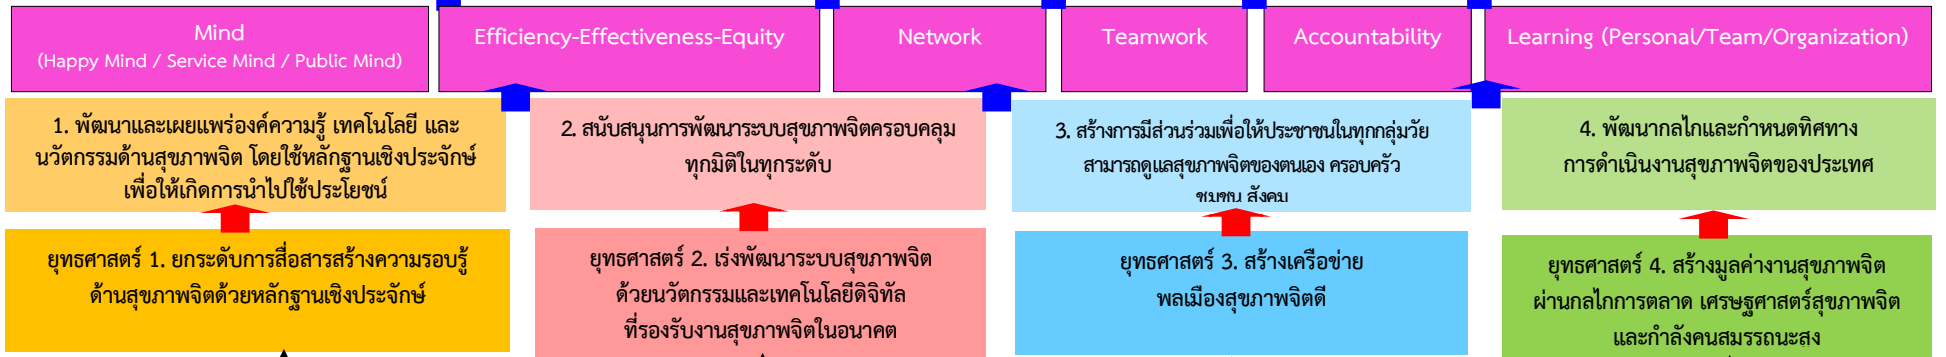 Mind
(Happy Mind / Service Mind / Public Mind)
Efficiency-Effectiveness-Equity
Network
Teamwork
Accountability
Learning (Personal/Team/Organization)
1. พัฒนาและเผยแพร่องค์ความรู้ เทคโนโลยี และ
นวัตกรรมด้านสุขภาพจิต โดยใช้หลักฐานเชิงประจักษ์
เพื่อให้เกิดการนำไปใช้ประโยชน์
2. สนับสนุนการพัฒนาระบบสุขภาพจิตครอบคลุม
ทุกมิติในทุกระดับ
3. สร้างการมีส่วนร่วมเพื่อให้ประชาชนในทุกกลุ่มวัย
สามารถดูแลสุขภาพจิตของตนเอง ครอบครัว
ชุมชน สังคม
4. พัฒนากลไกและกำหนดทิศทาง
การดำเนินงานสุขภาพจิตของประเทศ
ยุทธศาสตร์ 1. ยกระดับการสื่อสารสร้างความรอบรู้
ด้านสุขภาพจิตด้วยหลักฐานเชิงประจักษ์
ยุทธศาสตร์ 2. เร่งพัฒนาระบบสุขภาพจิต
ด้วยนวัตกรรมและเทคโนโลยีดิจิทัล
ที่รองรับงานสุขภาพจิตในอนาคต
ยุทธศาสตร์ 3. สร้างเครือข่าย
พลเมืองสุขภาพจิตดี
ยุทธศาสตร์ 4. สร้างมูลค่างานสุขภาพจิต
ผ่านกลไกการตลาด เศรษฐศาสตร์สุขภาพจิต
และกำลังคนสมรรถนะสูง